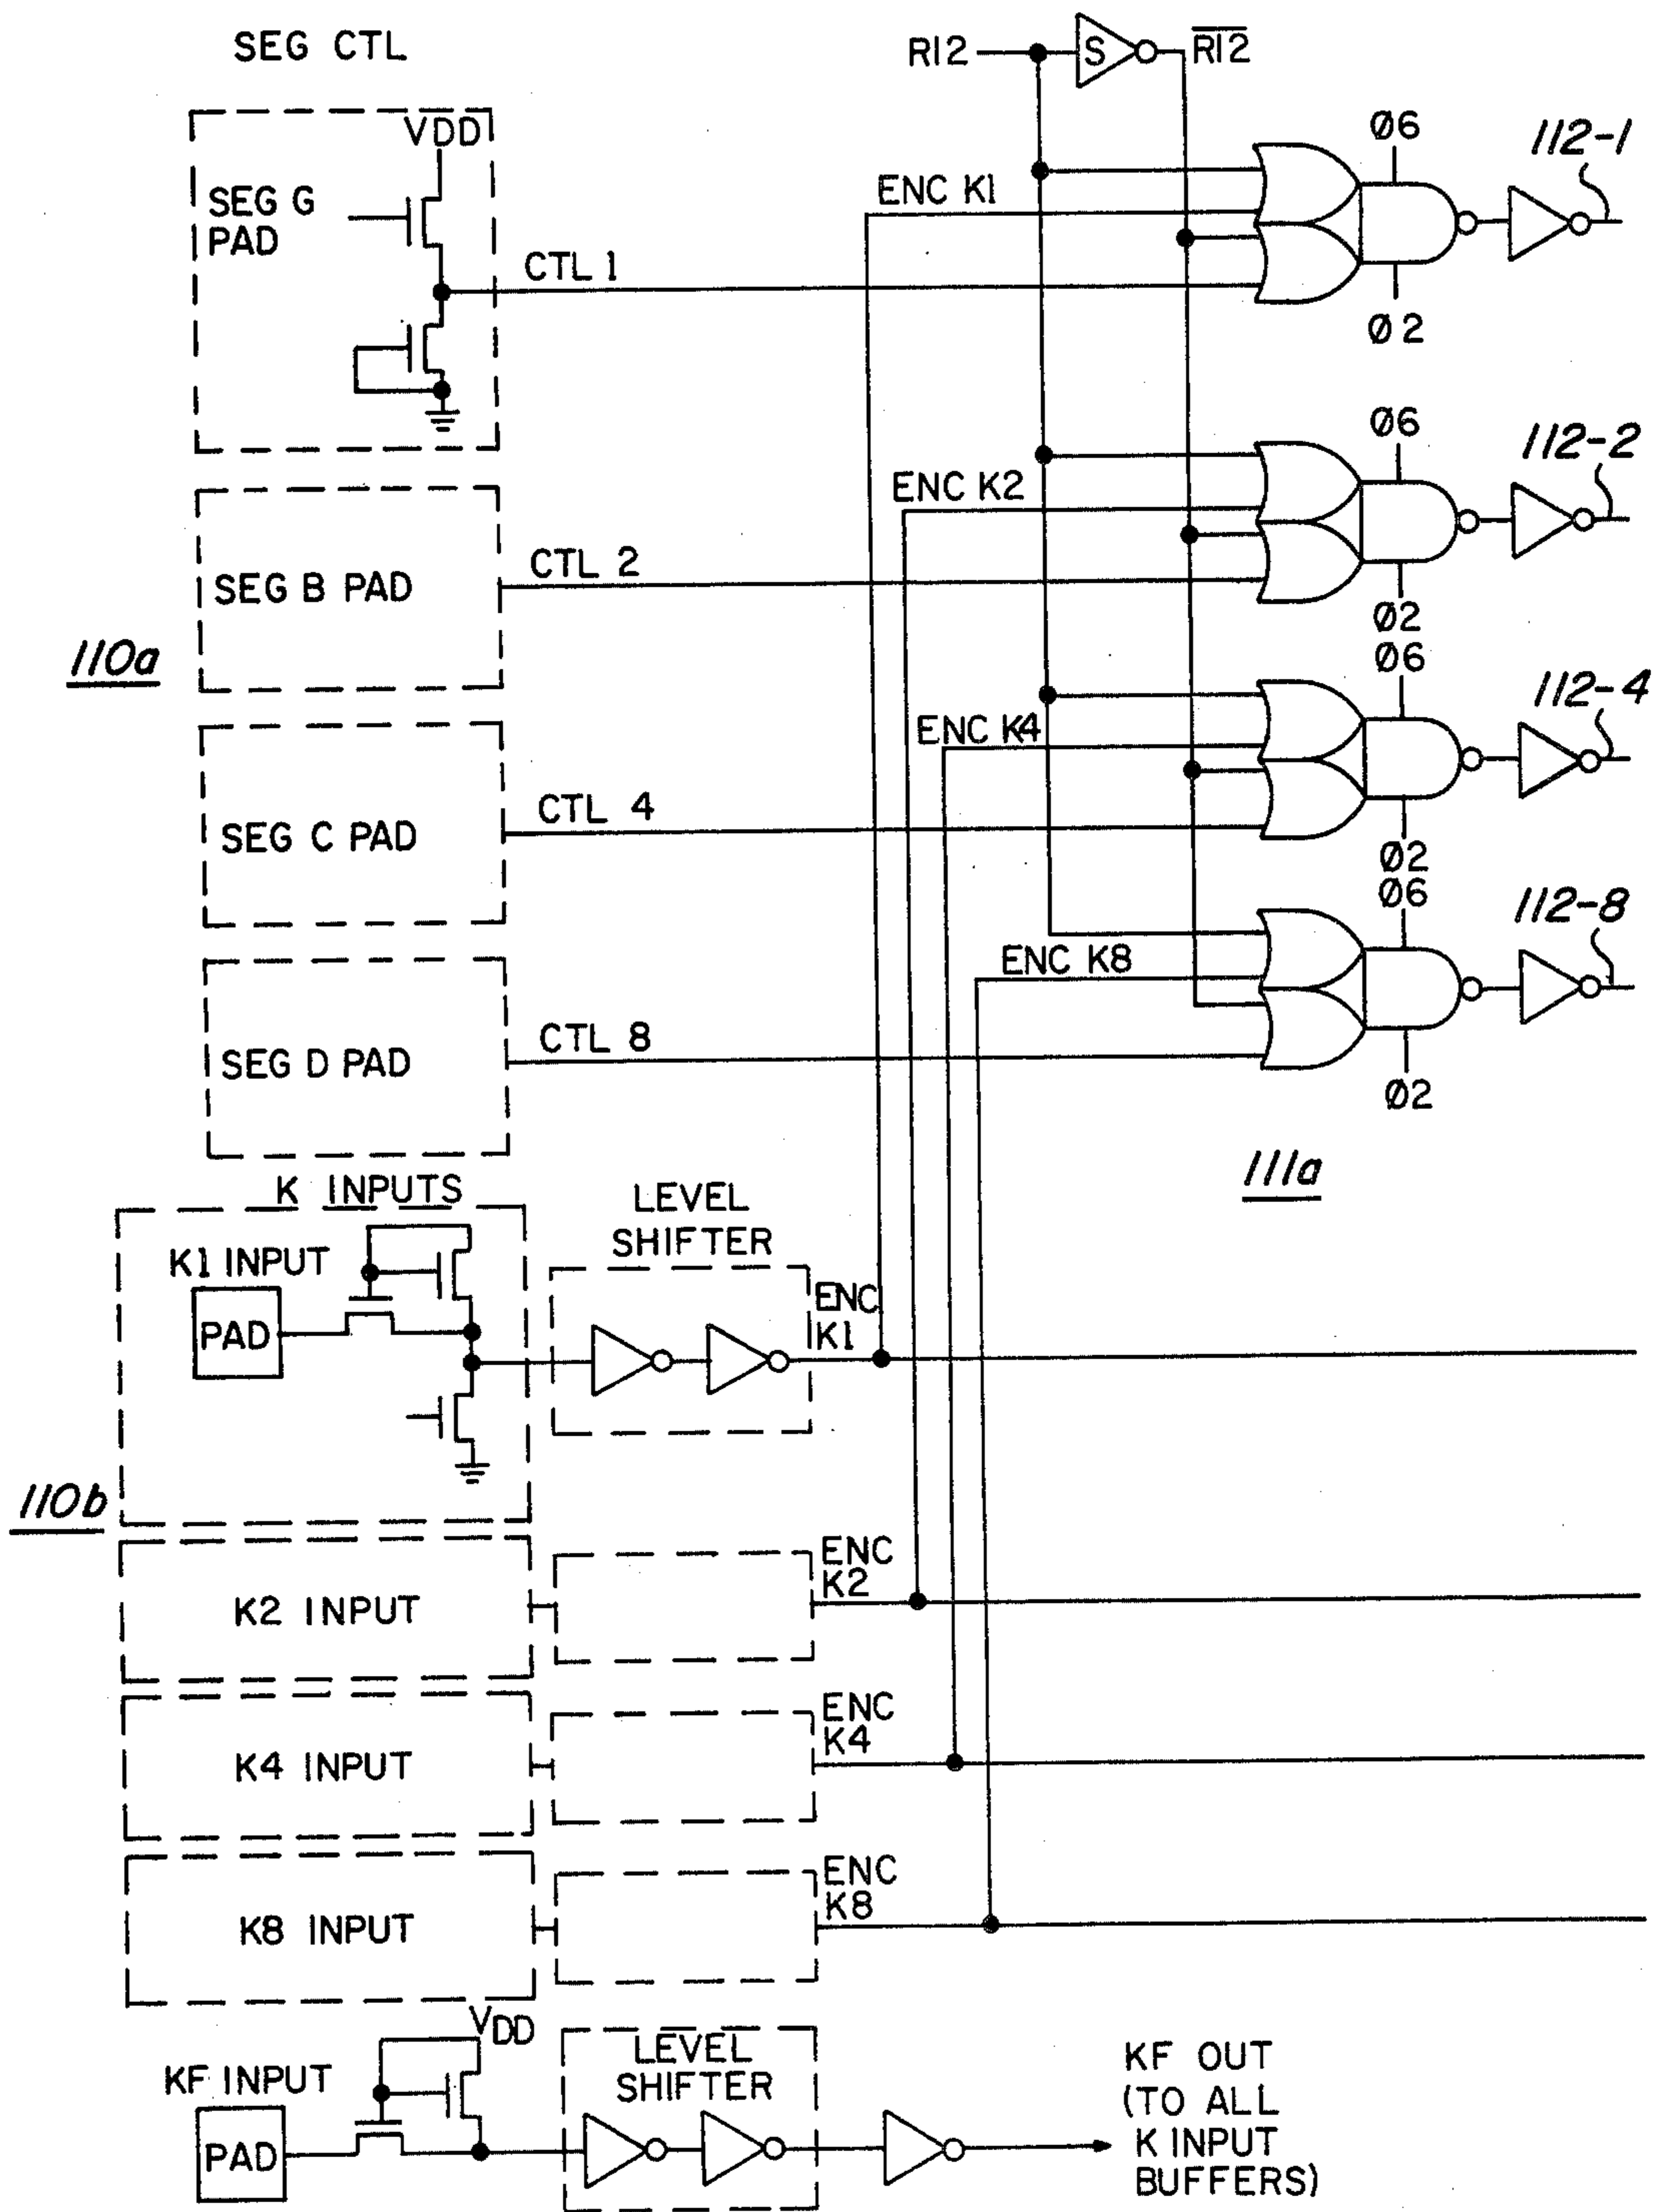 SEG CTL
R12
S
R12
VDD
SEG G
PAD
CTL 1
ENC K1
Ø6
112-1
Ø2
SEG B PAD
CTL 2
ENC K2
Ø6
112-2
Ø2
110a
SEG C PAD
CTL 4
ENC K4
Ø6
112-4
Ø2
SEG D PAD
CTL 8
ENC K8
Ø6
112-8
Ø2
111a
K INPUTS
K1 INPUT
PAD
LEVEL
SHIFTER
ENC
K1
110b
K2 INPUT
ENC
K2
K4 INPUT
ENC
K4
K8 INPUT
ENC
K8
VDD
KF INPUT
PAD
LEVEL
SHIFTER
KF OUT
(TO ALL
K INPUT
BUFFERS)